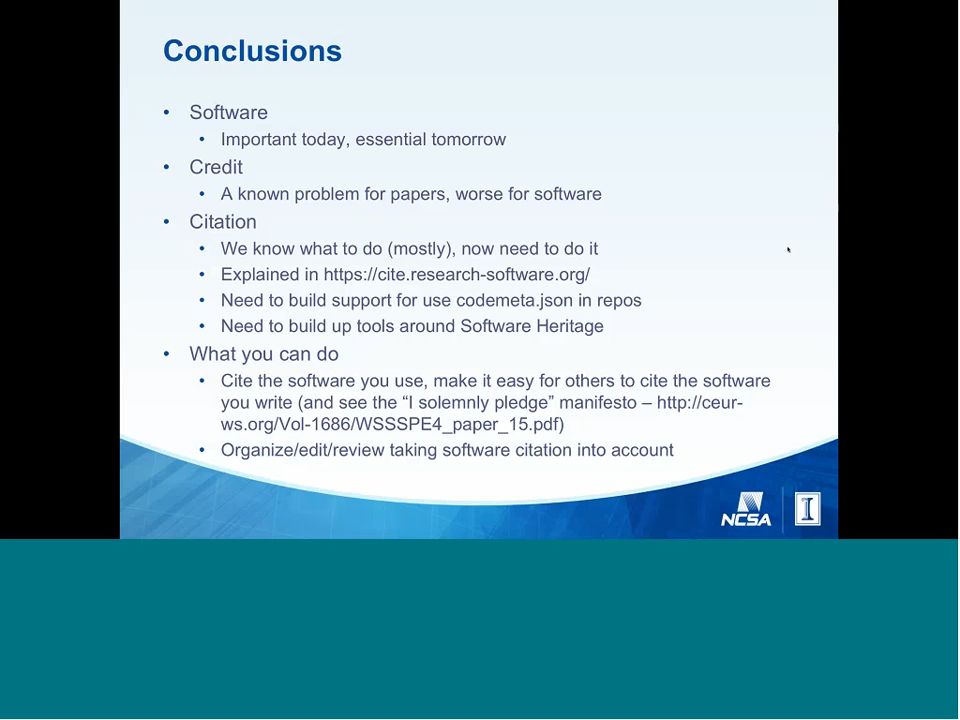 Conclusions
• Software
• Important today, essential tomorrow
• Credit
• A known problem for papers, worse for software
• Citation
• We know what to do (mostly), now need to do it
• Explained in https://cite.research-software.org/
• Need to build support for use codemeta.json in repos
• Need to build up tools around Software Heritage
• What you can do
• Cite the software you use, make it easy for others to cite the software
you write (and see the “I solemnly pledge” manifesto – http://ceur-
ws.org/Vol-1686/WSSSPE4_paper_15.pdf)
• Organize/edit/review taking software citation into account
NCSA
I